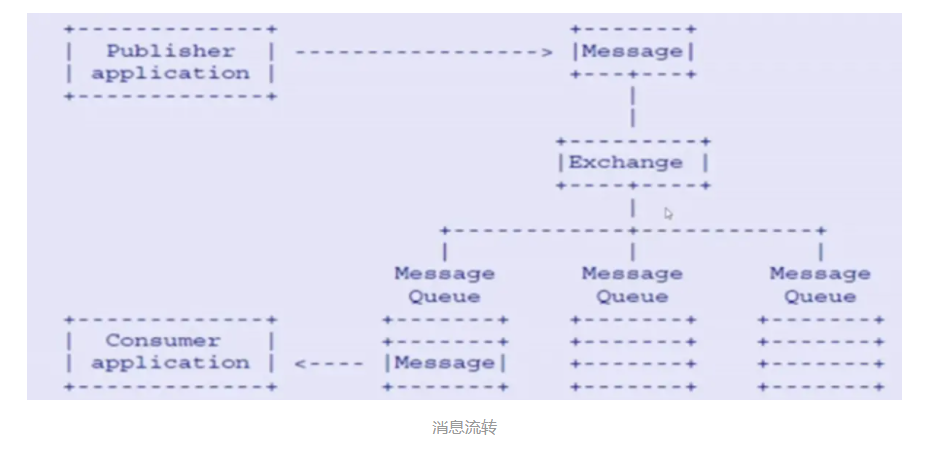 Publisher
application
Message
Exchange
Message Message Message
Queue Queue Queue
Consumer
application
Message
消息流转